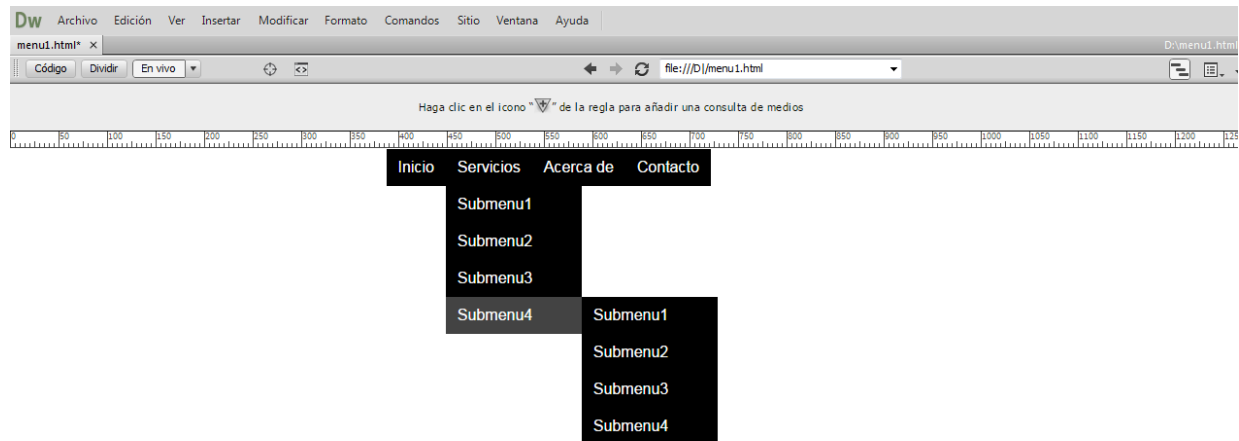 Dw Archivo Edición Ver Insertar Modificar Formato Comandos Sitio Ventana Ayuda
menu1.html* × D:\menu1.html
Código Dividir En vivo file:///D|/menu1.html
Haga clic en el icono "" de la regla para añadir una consulta de medios
0 50 100 150 200 250 300 350 400 450 500 550 600 650 700 750 800 850 900 950 1000 1050 1100 1150 1200 125
Inicio Servicios Acerca de Contacto
Submenu1
Submenu2
Submenu3
Submenu4 Submenu1
Submenu2
Submenu3
Submenu4